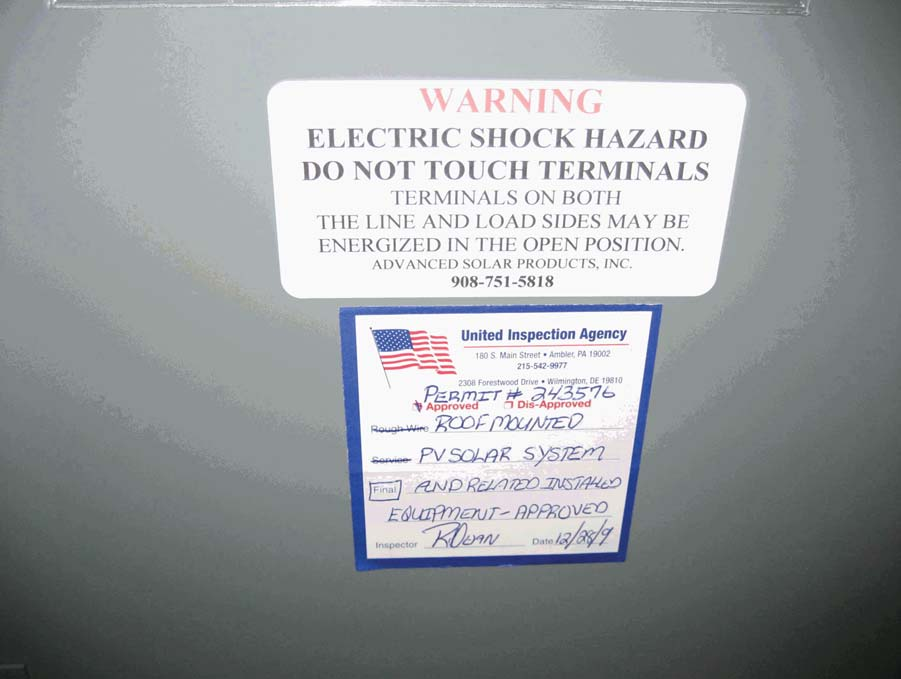 WARNING
ELECTRIC SHOCK HAZARD
DO NOT TOUCH TERMINALS
TERMINALS ON BOTH
THE LINE AND LOAD SIDES MAY BE
ENERGIZED IN THE OPEN POSITION.
ADVANCED SOLAR PRODUCTS, INC.
908-751-5818
United Inspection Agency
180 S. Main Street • Ambler, PA 19002
215-542-9977
2308 Forestwood Drive • Wilmington, DE 19810
PERMIT # 243576
Approved Dis-Approved
Rough Wire ROOF MOUNTED
Service PV SOLAR SYSTEM
Final AND RELATED INSTALLED
EQUIPMENT - APPROVED
Inspector Date 12/28/9